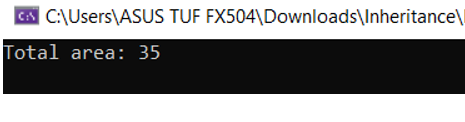 C:\Users\ASUS TUF FX504\Downloads\Inheritance\
Total area: 35